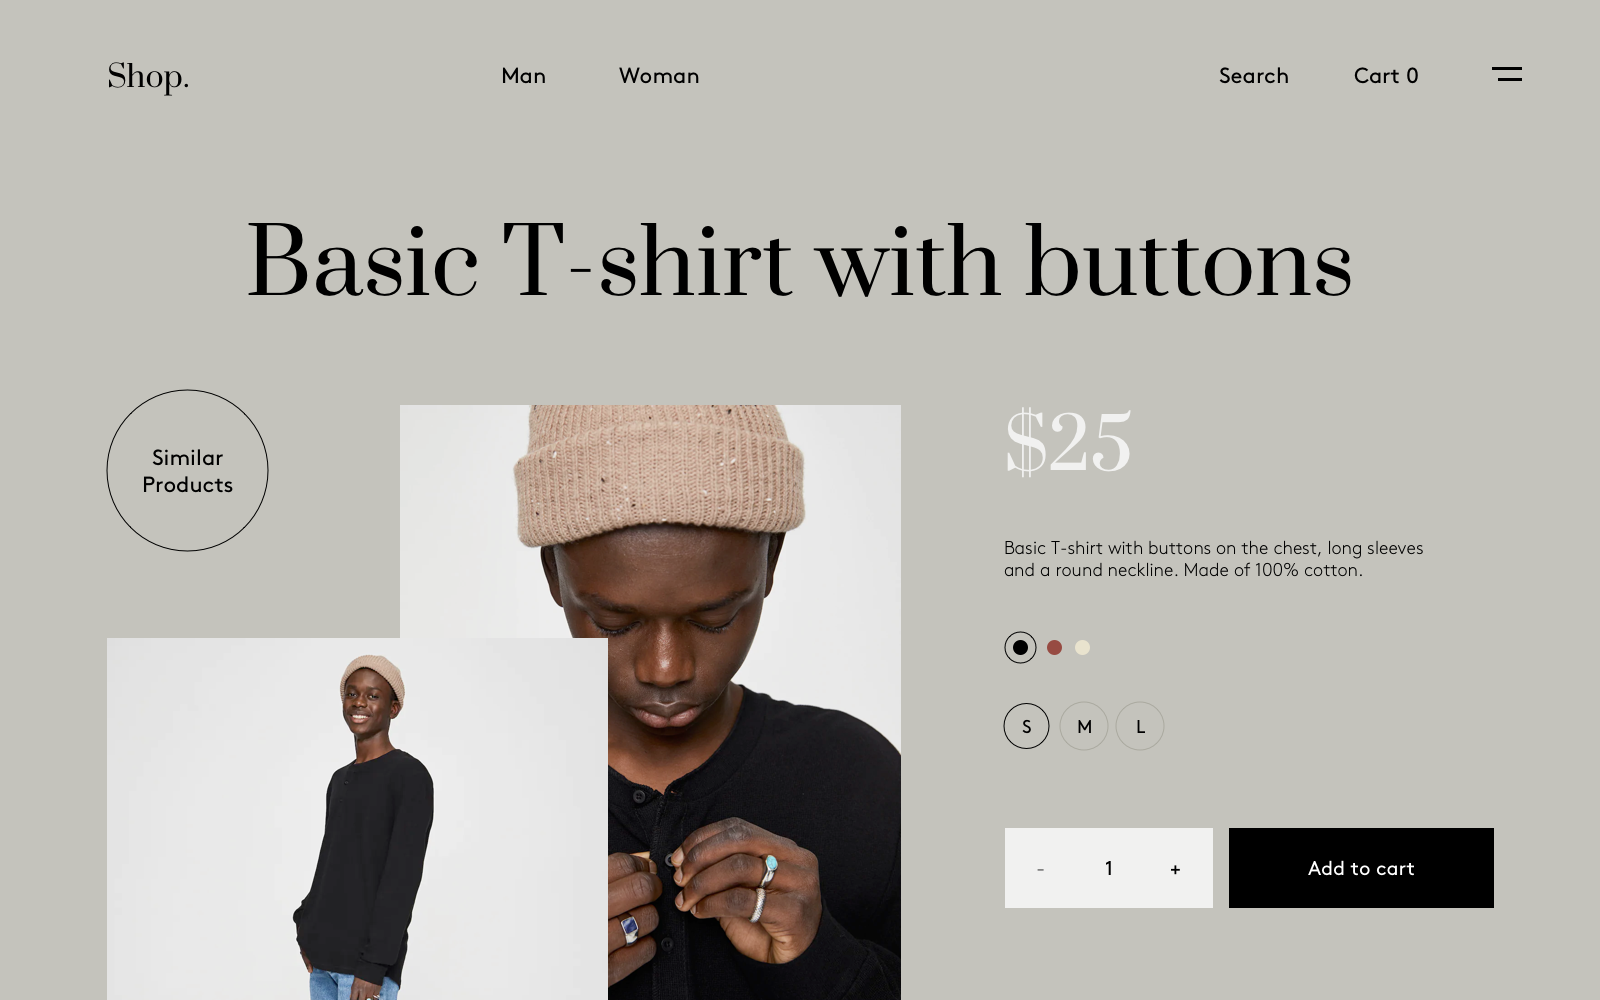 Shop.
Man
Woman
Search
Cart 0
Basic T-shirt with buttons
Similar
Products
$25
Basic T-shirt with buttons on the chest, long sleeves
and a round neckline. Made of 100% cotton.
S
M
L
- 1 +
Add to cart